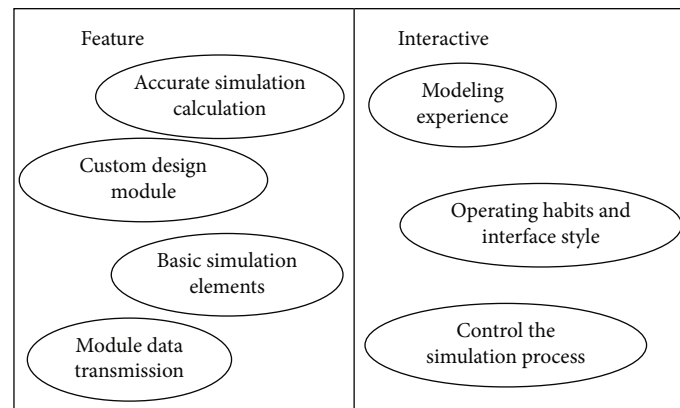 Feature
Accurate simulation
calculation
Custom design
module
Basic simulation
elements
Module data
transmission
Interactive
Modeling
experience
Operating habits and
interface style
Control the
simulation process